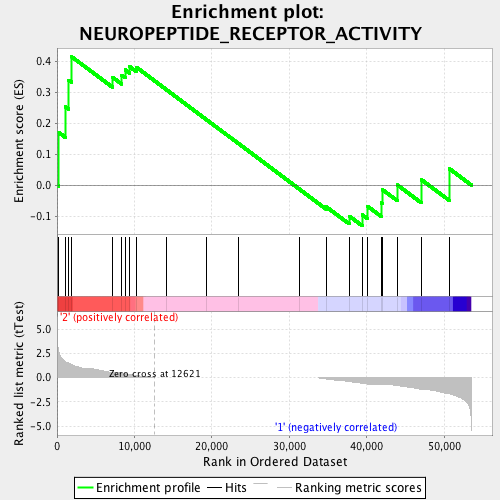 Enrichment plot:
NEUROPEPTIDE_RECEPTOR_ACTIVITY
Enrichment score (ES)
0.4
0.3
0.2
0.1
0.0
-0.1
'2' (positively correlated)
Ranked list metric (tTest)
5.0
2.5
0.0
-2.5
-5.0
Zero cross at 12621
'1' (negatively correlated)
0 10,000 20,000 30,000 40,000 50,000
Rank in Ordered Dataset
Enrichment profile Hits Ranking metric scores